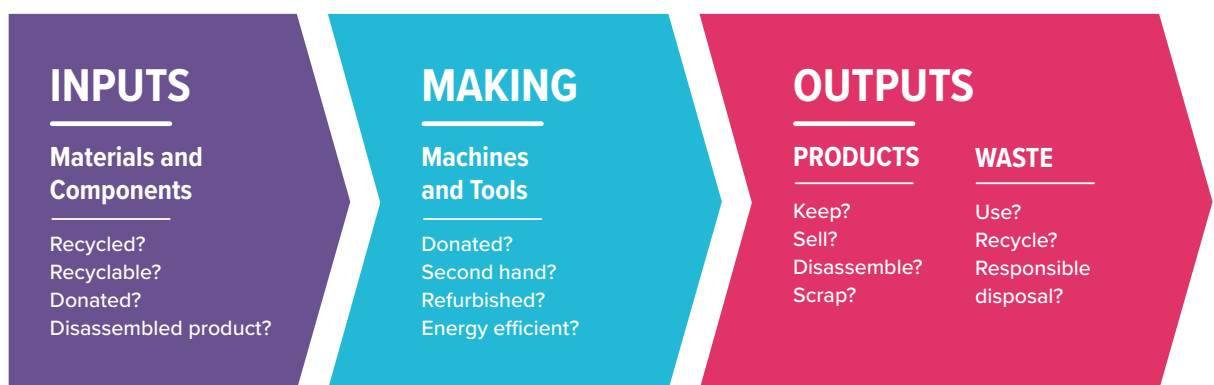 INPUTS
Materials and
Components
Recycled?
Recyclable?
Donated?
Disassembled product?
MAKING
Machines
and Tools
Donated?
Second hand?
Refurbished?
Energy efficient?
OUTPUTS
PRODUCTS
Keep?
Sell?
Disassemble?
Scrap?
WASTE
Use?
Recycle?
Responsible
disposal?